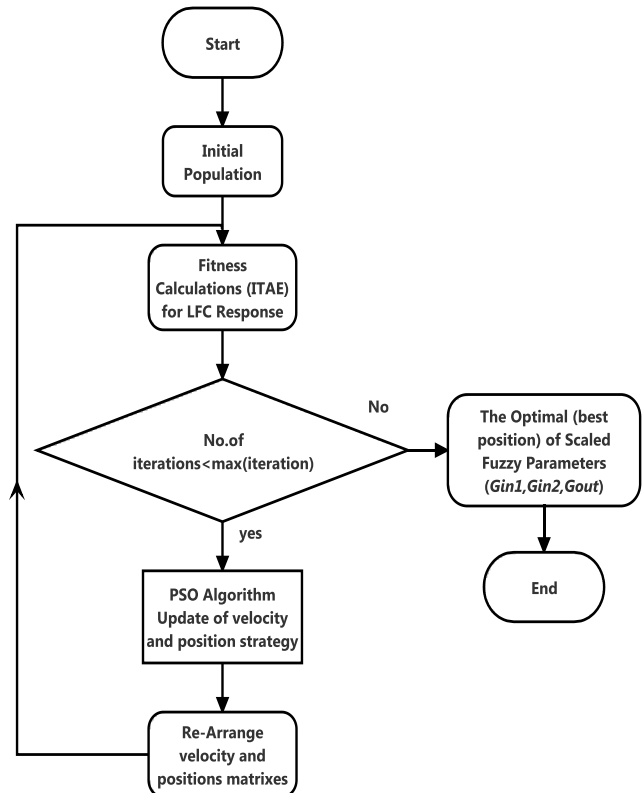 Start
Initial
Population
Fitness
Calculations (ITAE)
for LFC Response
No.of
iterations<max(iteration)
No
yes
The Optimal (best
position) of Scaled
Fuzzy Parameters
(Gin1,Gin2,Gout)
End
PSO Algorithm
Update of velocity
and position strategy
Re-Arrange
velocity and
positions matrixes